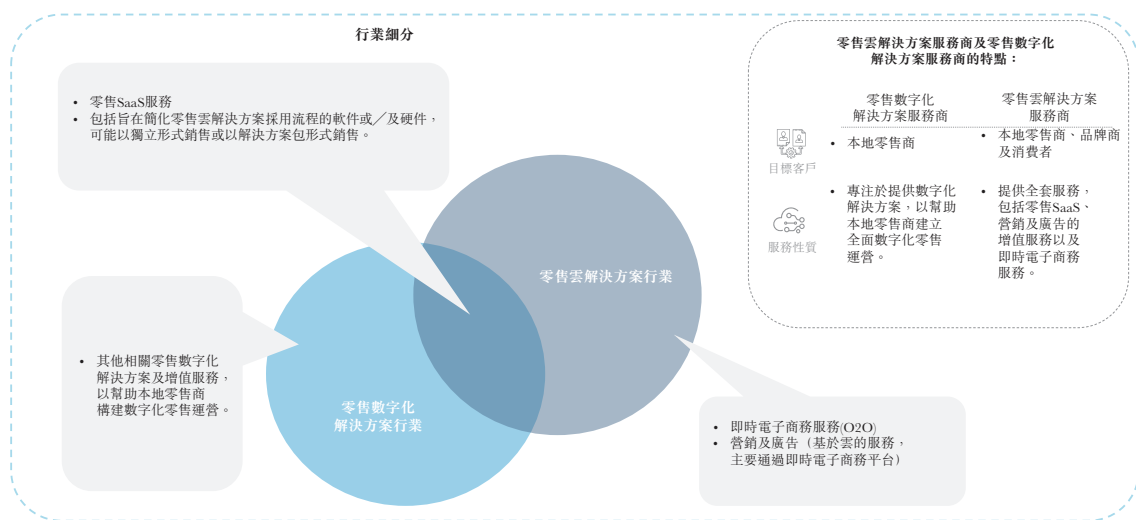 行業細分
• 零售SaaS服務
• 包括旨在簡化零售雲解決方案採用流程的軟件或／及硬件，
可能以獨立形式銷售或以解決方案包形式銷售。
零售雲解決方案行業
零售數字化
解決方案行業
• 其他相關零售數字化
解決方案及增值服務，
以幫助本地零售商
構建數字化零售運營。
• 即時電子商務服務(O2O)
• 營銷及廣告（基於雲的服務，
主要通過即時電子商務平台）
零售雲解決方案服務商及零售數字化
解決方案服務商的特點：
零售數字化
解決方案服務商
零售雲解決方案
服務商
目標客戶
• 本地零售商
• 本地零售商、品牌商
及消費者
服務性質
• 專注於提供數字化
解決方案，以幫助
本地零售商建立
全面數字化零售
運營。
• 提供全套服務，
包括零售SaaS、
營銷及廣告的
增值服務以及
即時電子商務
服務。